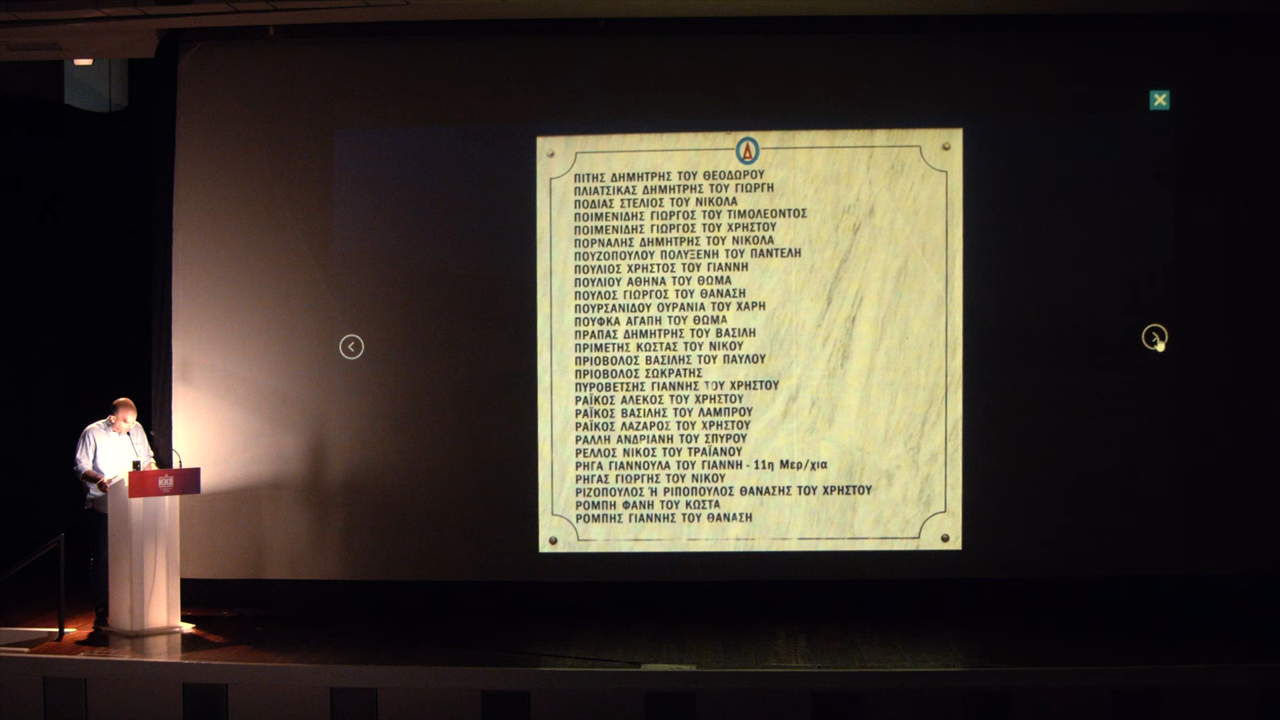 Δ
ΠΙΤΗΣ ΔΗΜΗΤΡΗΣ ΤΟΥ ΘΕΟΔΩΡΟΥ
ΠΛΙΑΤΣΙΚΑΣ ΔΗΜΗΤΡΗΣ ΤΟΥ ΓΙΩΡΓΗ
ΠΟΔΙΑΣ ΣΤΕΛΙΟΣ ΤΟΥ ΝΙΚΟΛΑ
ΠΟΙΜΕΝΙΔΗΣ ΓΙΩΡΓΟΣ ΤΟΥ ΤΙΜΟΛΕΟΝΤΟΣ
ΠΟΙΜΕΝΙΔΗΣ ΓΙΩΡΓΟΣ ΤΟΥ ΧΡΗΣΤΟΥ
ΠΟΡΝΑΛΗΣ ΔΗΜΗΤΡΗΣ ΤΟΥ ΝΙΚΟΛΑ
ΠΟΥΖΟΠΟΥΛΟΥ ΠΟΛΥΞΕΝΗ ΤΟΥ ΠΑΝΤΕΛΗ
ΠΟΥΛΙΟΣ ΧΡΗΣΤΟΣ ΤΟΥ ΓΙΑΝΝΗ
ΠΟΥΛΙΟΥ ΑΘΗΝΑ ΤΟΥ ΘΩΜΑ
ΠΟΥΛΟΣ ΓΙΩΡΓΟΣ ΤΟΥ ΘΑΝΑΣΗ
ΠΟΥΡΣΑΝΙΔΟΥ ΟΥΡΑΝΙΑ ΤΟΥ ΧΑΡΗ
ΠΟΥΦΚΑ ΑΓΑΠΗ ΤΟΥ ΘΩΜΑ
ΠΡΑΠΑΣ ΔΗΜΗΤΡΗΣ ΤΟΥ ΒΑΣΙΛΗ
ΠΡΙΜΕΤΗΣ ΚΩΣΤΑΣ ΤΟΥ ΝΙΚΟΥ
ΠΡΙΟΒΟΛΟΣ ΒΑΣΙΛΗΣ ΤΟΥ ΠΑΥΛΟΥ
ΠΡΙΟΒΟΛΟΣ ΣΩΚΡΑΤΗΣ
ΠΥΡΟΒΕΤΣΗΣ ΓΙΑΝΝΗΣ ΤΟΥ ΧΡΗΣΤΟΥ
ΡΑΪΚΟΣ ΑΛΕΚΟΣ ΤΟΥ ΧΡΗΣΤΟΥ
ΡΑΪΚΟΣ ΒΑΣΙΛΗΣ ΤΟΥ ΛΑΜΠΡΟΥ
ΡΑΪΚΟΣ ΛΑΖΑΡΟΣ ΤΟΥ ΧΡΗΣΤΟΥ
ΡΑΛΛΗ ΑΝΔΡΙΑΝΗ ΤΟΥ ΣΠΥΡΟΥ
ΡΕΛΛΟΣ ΝΙΚΟΣ ΤΟΥ ΤΡΑΪΑΝΟΥ
ΡΗΓΑ ΓΙΑΝΝΟΥΛΑ ΤΟΥ ΓΙΑΝΝΗ - 11η Μερ/χια
ΡΗΓΑΣ ΓΙΩΡΓΗΣ ΤΟΥ ΝΙΚΟΥ
ΡΙΖΟΠΟΥΛΟΣ Ή ΡΙΠΟΠΟΥΛΟΣ ΘΑΝΑΣΗΣ ΤΟΥ ΧΡΗΣΤΟΥ
ΡΟΜΠΗ ΦΑΝΗ ΤΟΥ ΚΩΣΤΑ
ΡΟΜΠΗΣ ΓΙΑΝΝΗΣ ΤΟΥ ΘΑΝΑΣΗ
ΚΚΕ